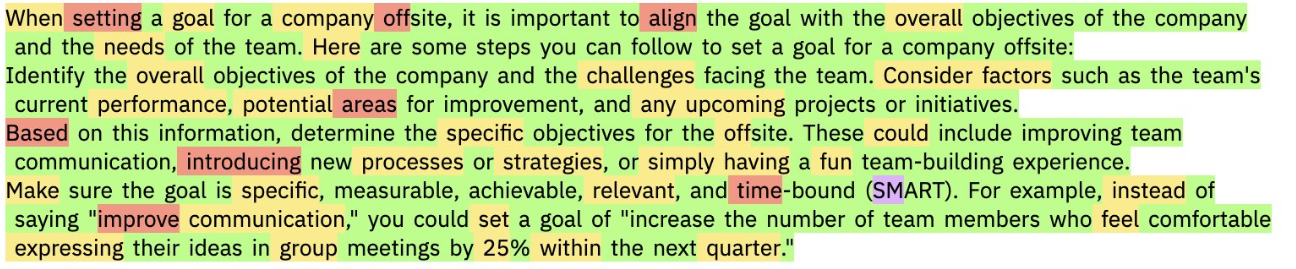 When setting a goal for a company offsite, it is important to align the goal with the overall objectives of the company
and the needs of the team. Here are some steps you can follow to set a goal for a company offsite:
Identify the overall objectives of the company and the challenges facing the team. Consider factors such as the team's
current performance, potential areas for improvement, and any upcoming projects or initiatives.
Based on this information, determine the specific objectives for the offsite. These could include improving team
communication, introducing new processes or strategies, or simply having a fun team-building experience.
Make sure the goal is specific, measurable, achievable, relevant, and time-bound (SMART). For example, instead of
saying "improve communication," you could set a goal of "increase the number of team members who feel comfortable
expressing their ideas in group meetings by 25% within the next quarter."